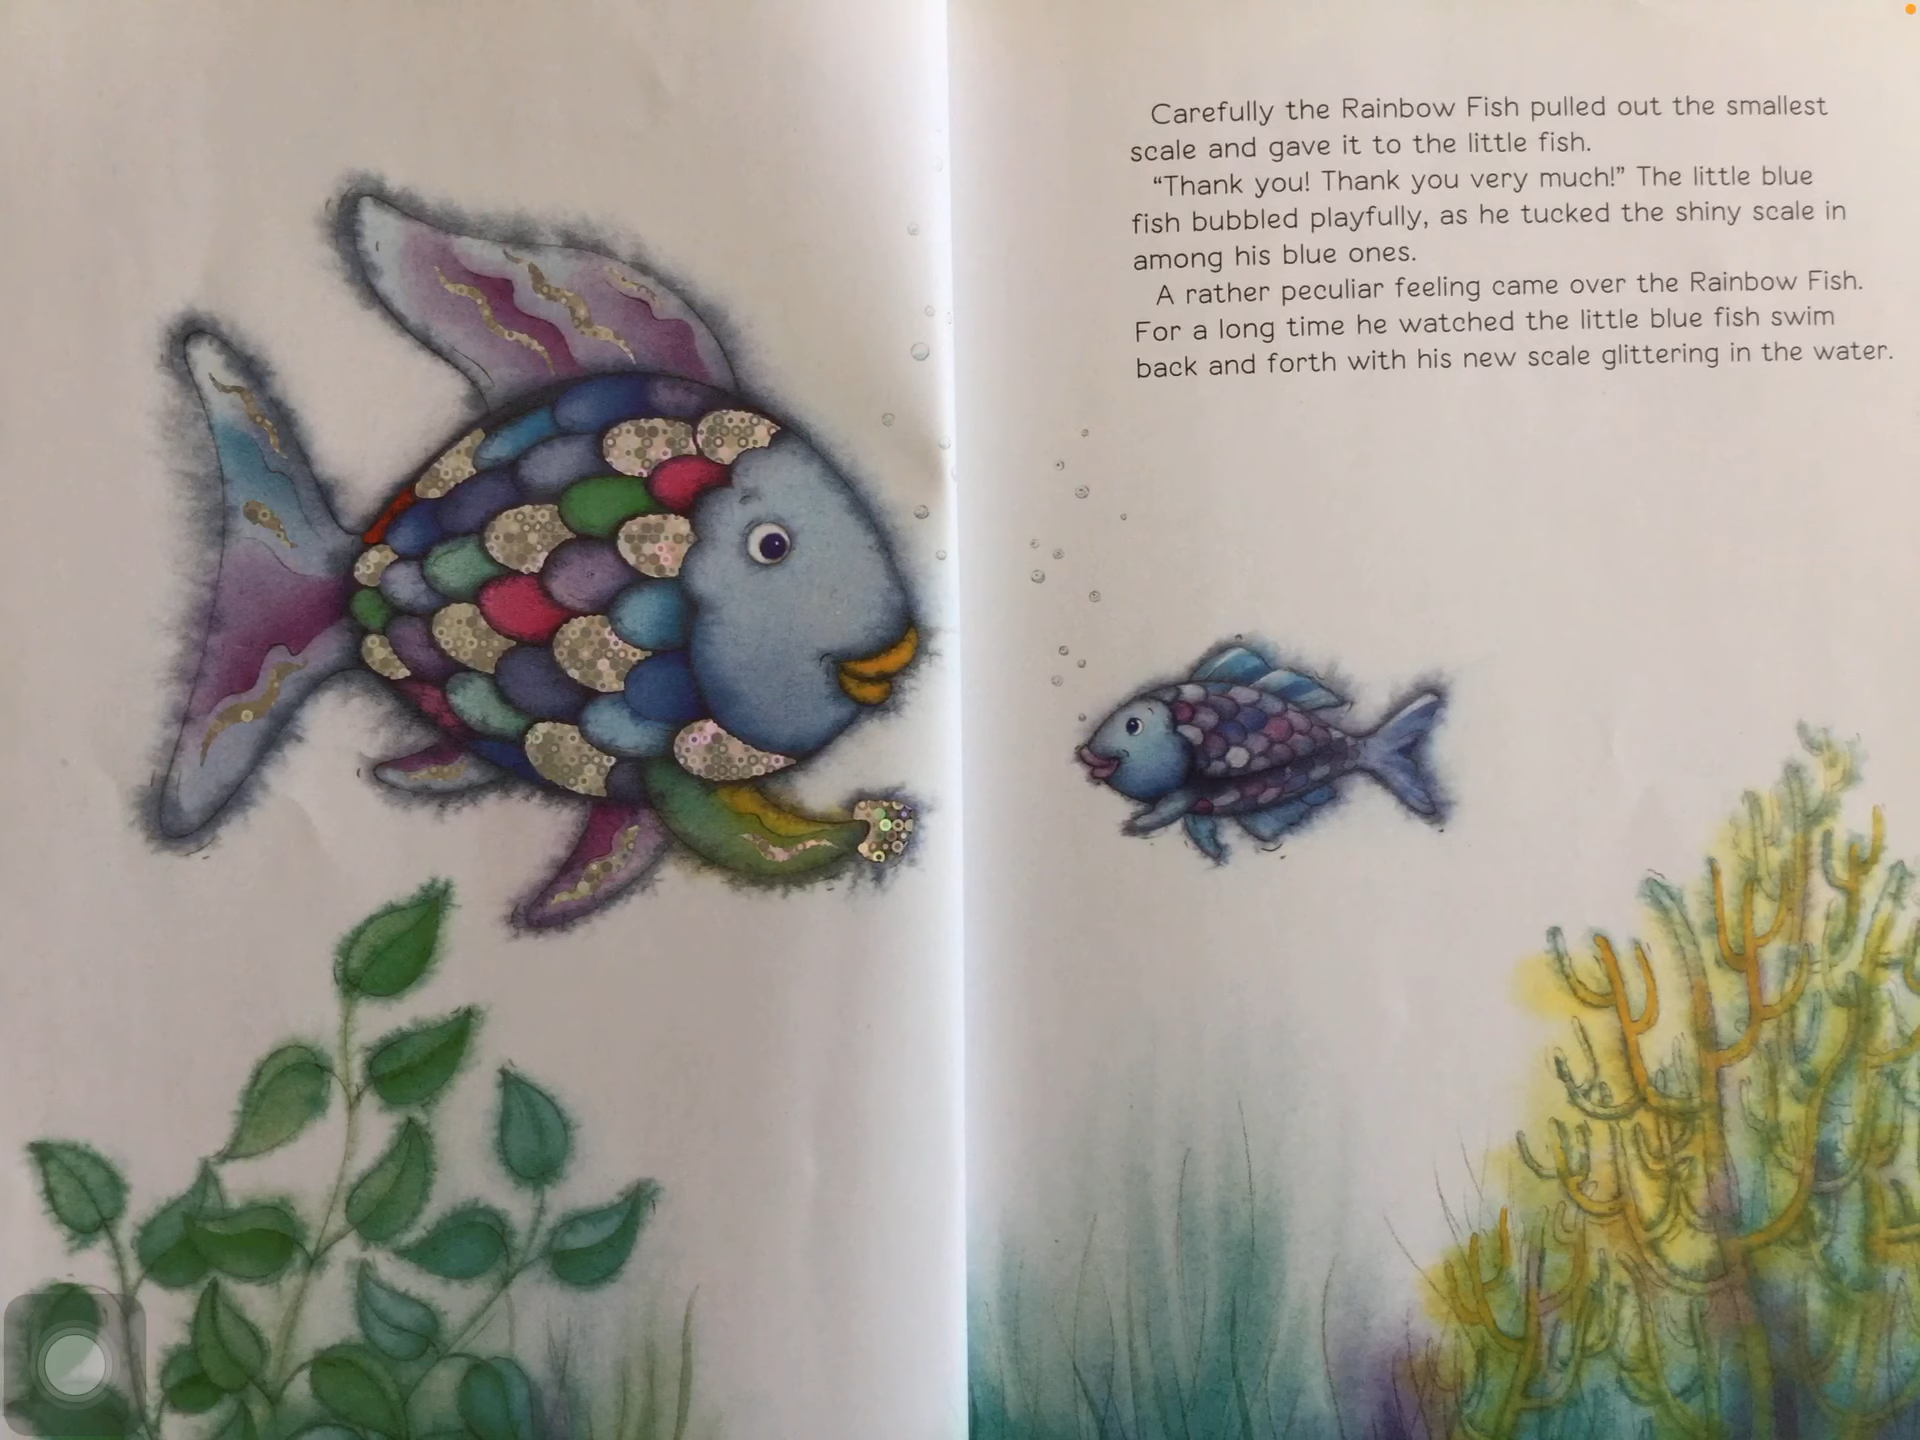 Carefully the Rainbow Fish pulled out the smallest
scale and gave it to the little fish.
“Thank you! Thank you very much!” The little blue
fish bubbled playfully, as he tucked the shiny scale in
among his blue ones.
A rather peculiar feeling came over the Rainbow Fish.
For a long time he watched the little blue fish swim
back and forth with his new scale glittering in the water.